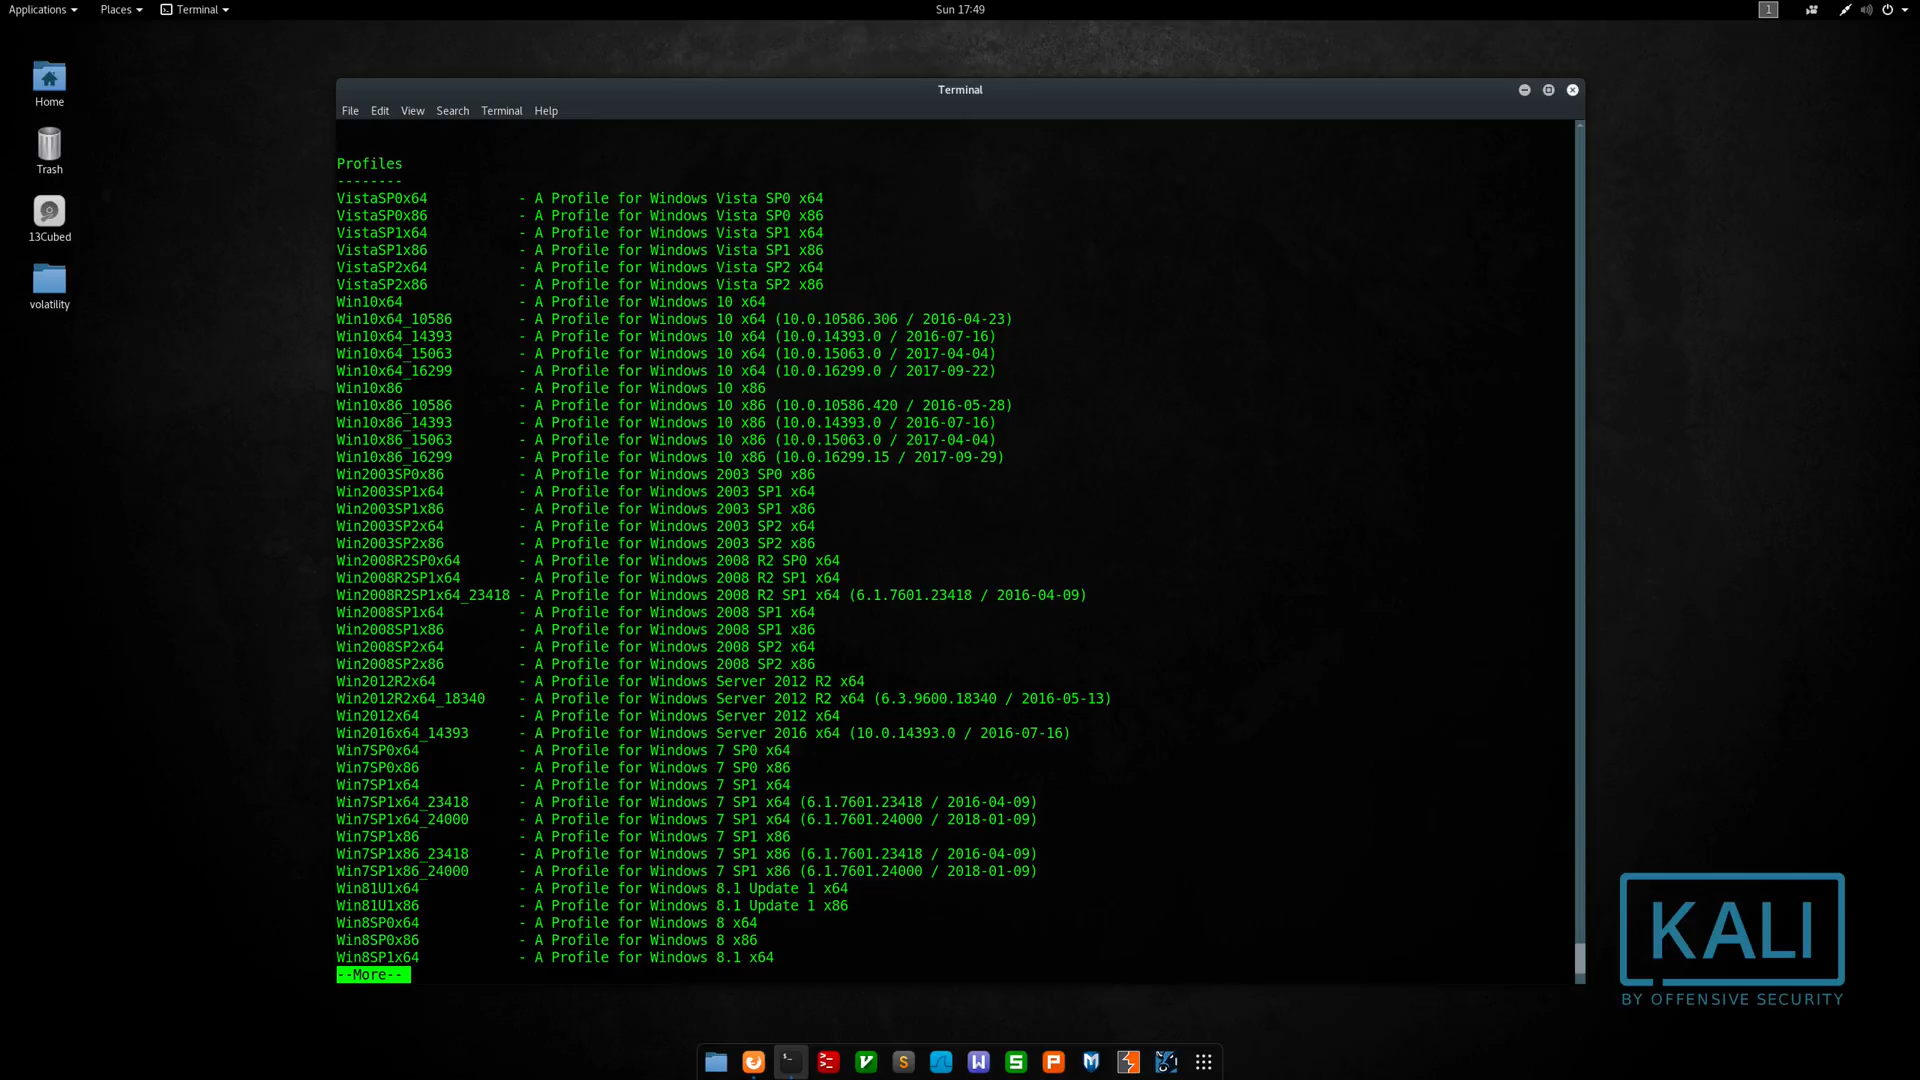 Applications Places Terminal Sun 17:49 1
Home
Trash
13Cubed
volatility
Terminal
File Edit View Search Terminal Help
Profiles
--------
VistaSP0x64 - A Profile for Windows Vista SP0 x64
VistaSP0x86 - A Profile for Windows Vista SP0 x86
VistaSP1x64 - A Profile for Windows Vista SP1 x64
VistaSP1x86 - A Profile for Windows Vista SP1 x86
VistaSP2x64 - A Profile for Windows Vista SP2 x64
VistaSP2x86 - A Profile for Windows Vista SP2 x86
Win10x64 - A Profile for Windows 10 x64
Win10x64_10586 - A Profile for Windows 10 x64 (10.0.10586.306 / 2016-04-23)
Win10x64_14393 - A Profile for Windows 10 x64 (10.0.14393.0 / 2016-07-16)
Win10x64_15063 - A Profile for Windows 10 x64 (10.0.15063.0 / 2017-04-04)
Win10x64_16299 - A Profile for Windows 10 x64 (10.0.16299.0 / 2017-09-22)
Win10x86 - A Profile for Windows 10 x86
Win10x86_10586 - A Profile for Windows 10 x86 (10.0.10586.420 / 2016-05-28)
Win10x86_14393 - A Profile for Windows 10 x86 (10.0.14393.0 / 2016-07-16)
Win10x86_15063 - A Profile for Windows 10 x86 (10.0.15063.0 / 2017-04-04)
Win10x86_16299 - A Profile for Windows 10 x86 (10.0.16299.15 / 2017-09-29)
Win2003SP0x86 - A Profile for Windows 2003 SP0 x86
Win2003SP1x64 - A Profile for Windows 2003 SP1 x64
Win2003SP1x86 - A Profile for Windows 2003 SP1 x86
Win2003SP2x64 - A Profile for Windows 2003 SP2 x64
Win2003SP2x86 - A Profile for Windows 2003 SP2 x86
Win2008R2SP0x64 - A Profile for Windows 2008 R2 SP0 x64
Win2008R2SP1x64 - A Profile for Windows 2008 R2 SP1 x64
Win2008R2SP1x64_23418 - A Profile for Windows 2008 R2 SP1 x64 (6.1.7601.23418 / 2016-04-09)
Win2008SP1x64 - A Profile for Windows 2008 SP1 x64
Win2008SP1x86 - A Profile for Windows 2008 SP1 x86
Win2008SP2x64 - A Profile for Windows 2008 SP2 x64
Win2008SP2x86 - A Profile for Windows 2008 SP2 x86
Win2012R2x64 - A Profile for Windows Server 2012 R2 x64
Win2012R2x64_18340 - A Profile for Windows Server 2012 R2 x64 (6.3.9600.18340 / 2016-05-13)
Win2012x64 - A Profile for Windows Server 2012 x64
Win2016x64_14393 - A Profile for Windows Server 2016 x64 (10.0.14393.0 / 2016-07-16)
Win7SP0x64 - A Profile for Windows 7 SP0 x64
Win7SP0x86 - A Profile for Windows 7 SP0 x86
Win7SP1x64 - A Profile for Windows 7 SP1 x64
Win7SP1x64_23418 - A Profile for Windows 7 SP1 x64 (6.1.7601.23418 / 2016-04-09)
Win7SP1x64_24000 - A Profile for Windows 7 SP1 x64 (6.1.7601.24000 / 2018-01-09)
Win7SP1x86 - A Profile for Windows 7 SP1 x86
Win7SP1x86_23418 - A Profile for Windows 7 SP1 x86 (6.1.7601.23418 / 2016-04-09)
Win7SP1x86_24000 - A Profile for Windows 7 SP1 x86 (6.1.7601.24000 / 2018-01-09)
Win81U1x64 - A Profile for Windows 8.1 Update 1 x64
Win81U1x86 - A Profile for Windows 8.1 Update 1 x86
Win8SP0x64 - A Profile for Windows 8 x64
Win8SP0x86 - A Profile for Windows 8 x86
Win8SP1x64 - A Profile for Windows 8.1 x64
--More--
KALI
BY OFFENSIVE SECURITY